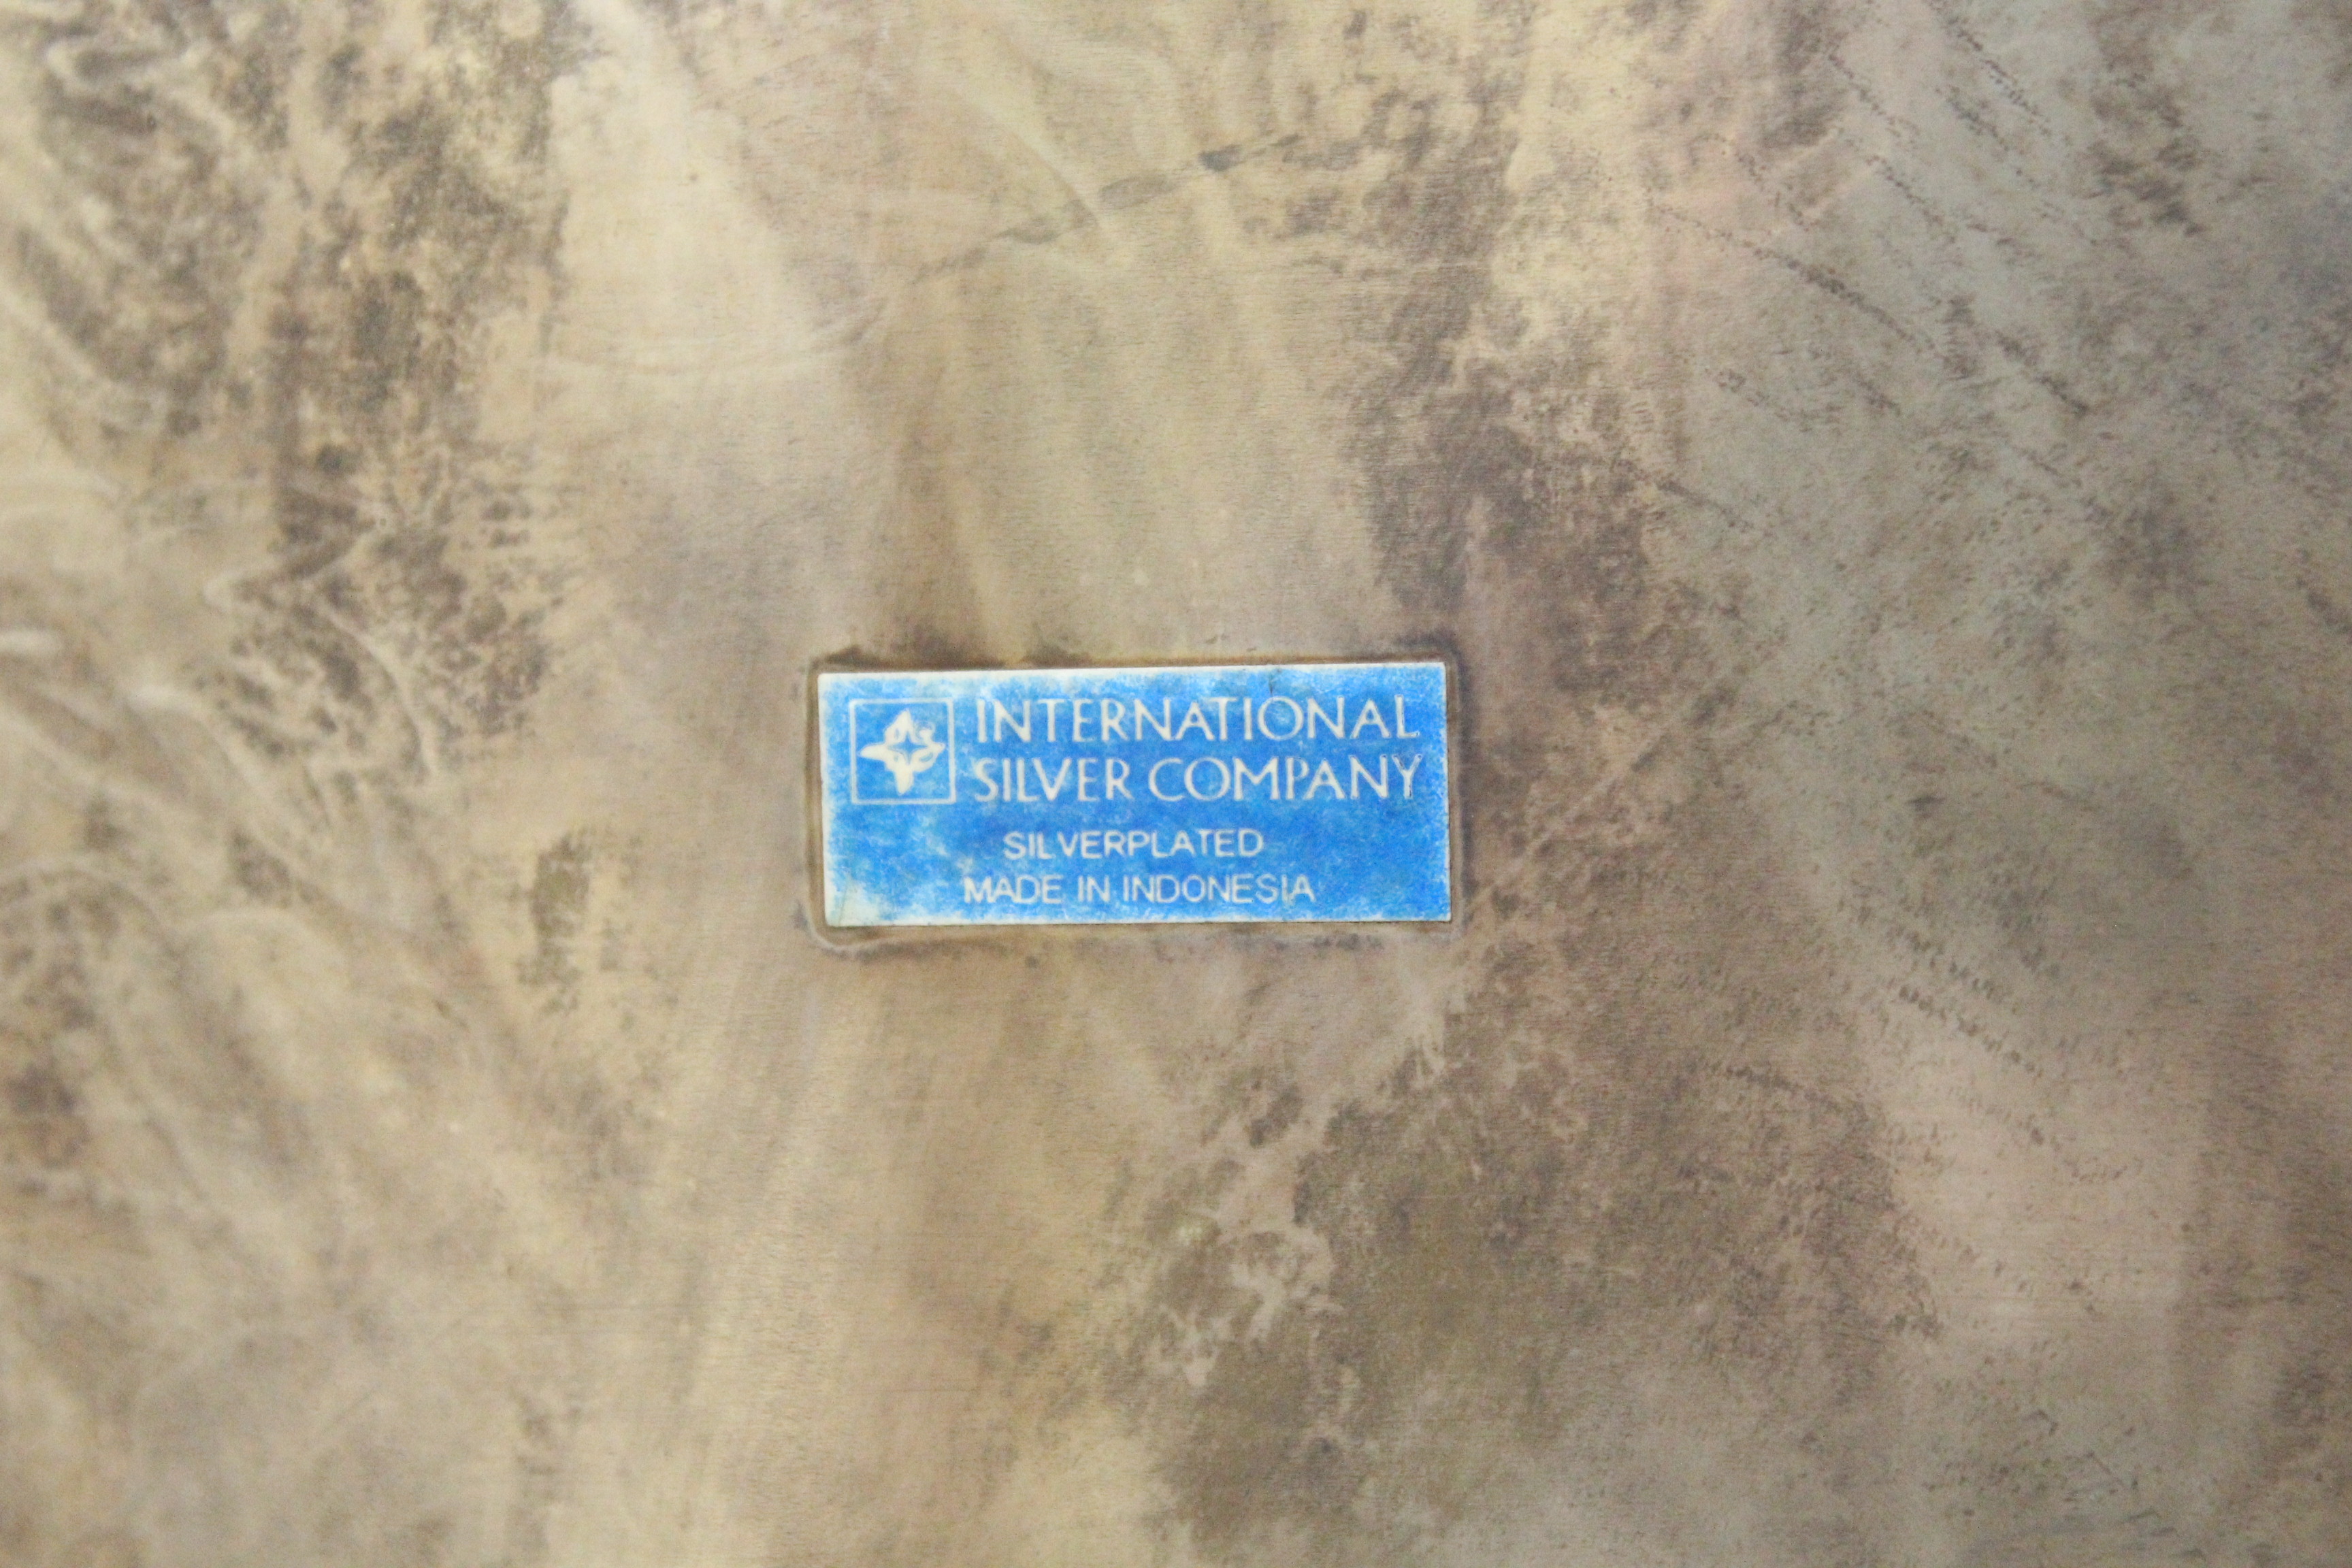 INTERNATIONAL
SILVER COMPANY
SILVERPLATED
MADE IN INDONESIA